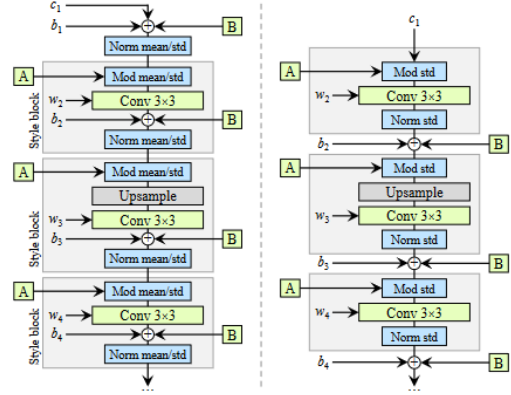 c1
b1
B
Norm mean/std
A
Mod mean/std
Style block
w2
Conv 3×3
b2
B
Norm mean/std
A
Mod mean/std
Upsample
Style block
w3
Conv 3×3
b3
B
Norm mean/std
A
Mod mean/std
Style block
w4
Conv 3×3
b4
B
Norm mean/std
...
c1
A
Mod std
w2
Conv 3×3
Norm std
b2
B
A
Mod std
Upsample
w3
Conv 3×3
Norm std
b3
B
A
Mod std
w4
Conv 3×3
Norm std
b4
B
...